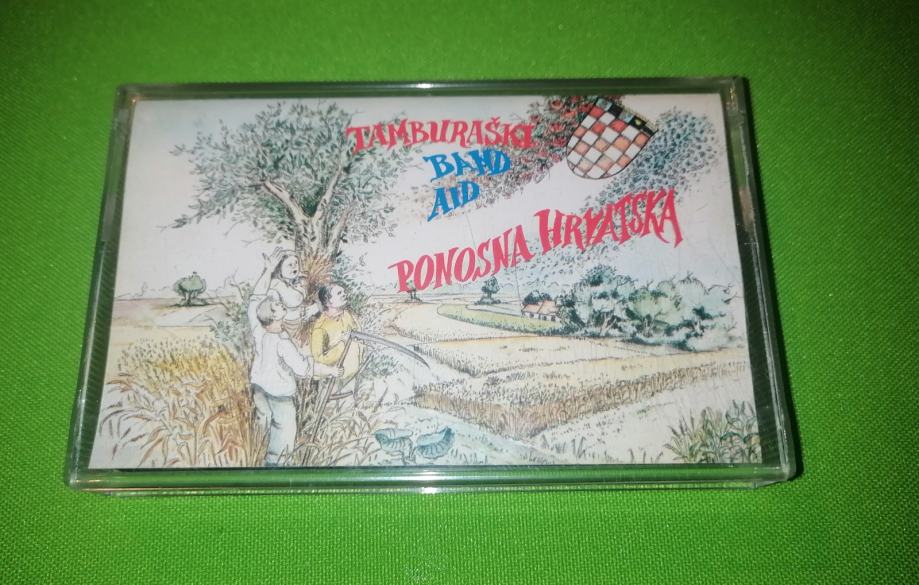 TAMBURAŠKI
BAND
AID
PONOSNA HRVATSKA